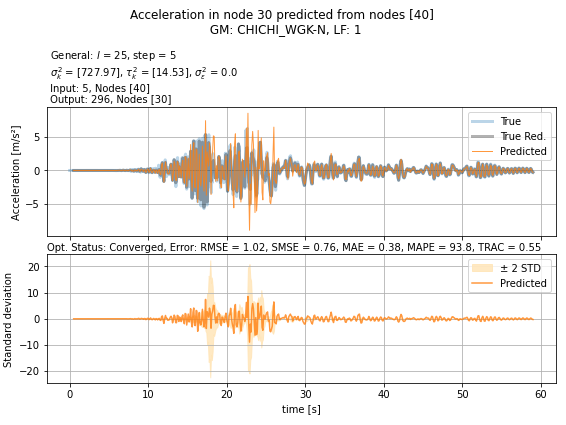 Acceleration in node 30 predicted from nodes [40]
GM: CHICHI_WGK-N, LF: 1
General: l = 25, step = 5
σ²ₖ = [727.97], τ²ₖ = [14.53], σ²ε = 0.0
Input: 5, Nodes [40]
Output: 296, Nodes [30]
Acceleration [m/s²]
5
0
−5
True
True Red.
Predicted
Opt. Status: Converged, Error: RMSE = 1.02, SMSE = 0.76, MAE = 0.38, MAPE = 93.8, TRAC = 0.55
Standard deviation
20
10
0
−10
−20
± 2 STD
Predicted
0 10 20 30 40 50 60
time [s]